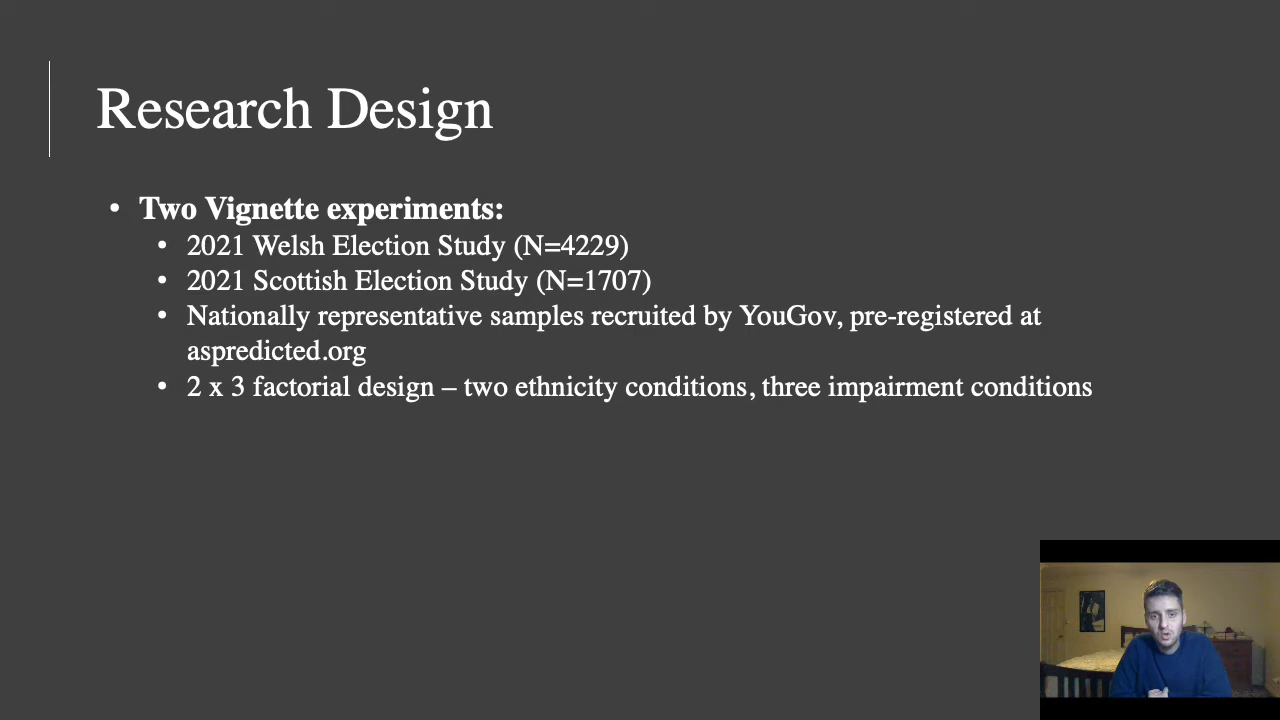 Research Design
• Two Vignette experiments:
• 2021 Welsh Election Study (N=4229)
• 2021 Scottish Election Study (N=1707)
• Nationally representative samples recruited by YouGov, pre-registered at
aspredicted.org
• 2 x 3 factorial design – two ethnicity conditions, three impairment conditions